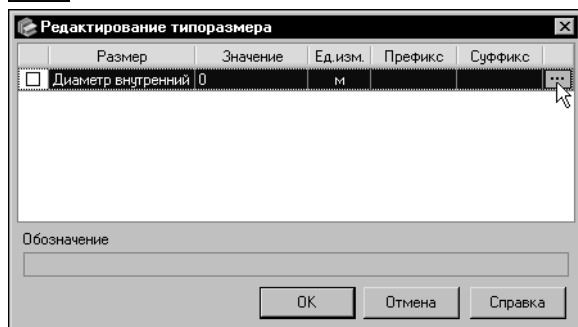 Редактирование типоразмера
Размер Значение Ед.изм. Префикс Суффикс
Диаметр внутренний 0 м ...
Обозначение
OK Отмена Справка